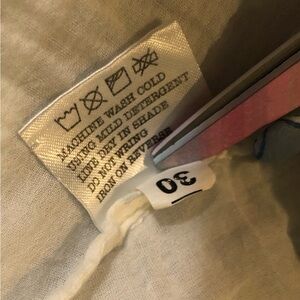 MACHINE WASH COLD
USING MILD DETERGENT
LINE DRY IN SHADE
DO NOT WRING
IRON ON REVERSE
30